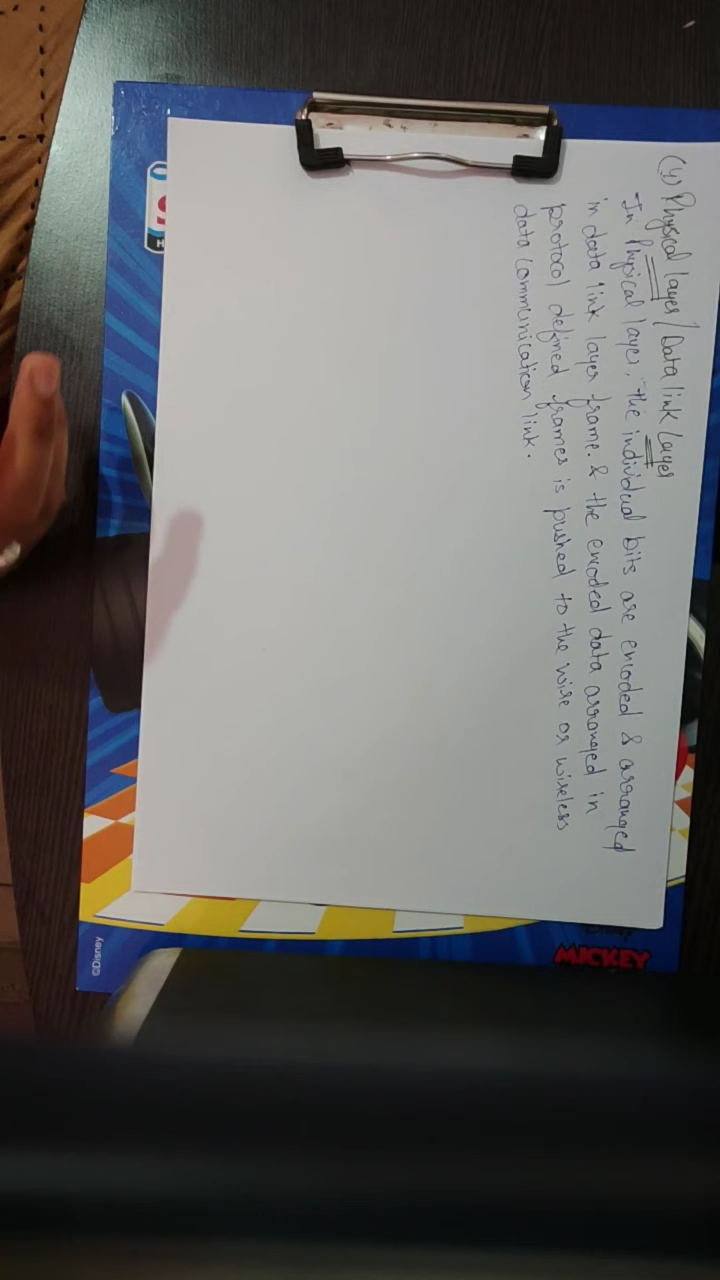 (4) Physical layer / Data link Layer
In Physical layer, the individual bits are encoded & arranged
in data link layer frame. & the encoded data arranged in
protocol defined frames is pushed to the wire or wireless
data communication link.
MICKEY
©Disney